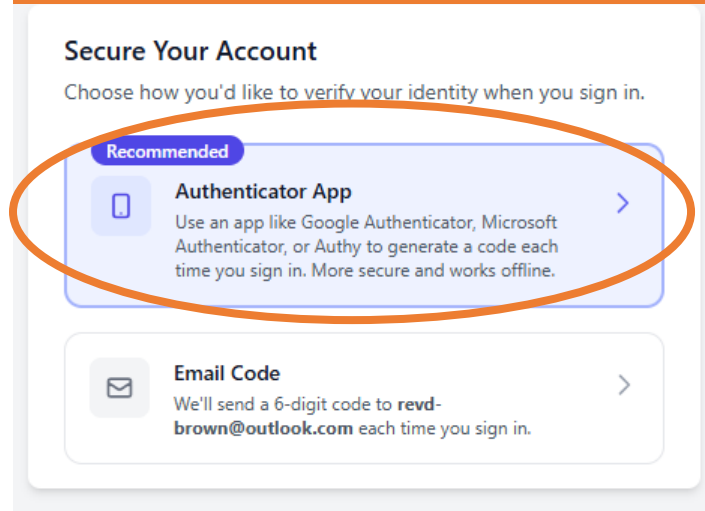 Secure Your Account
Choose how you'd like to verify your identity when you sign in.
Recommended
Authenticator App
Use an app like Google Authenticator, Microsoft
Authenticator, or Authy to generate a code each
time you sign in. More secure and works offline.
Email Code
We'll send a 6-digit code to revd-
brown@outlook.com each time you sign in.